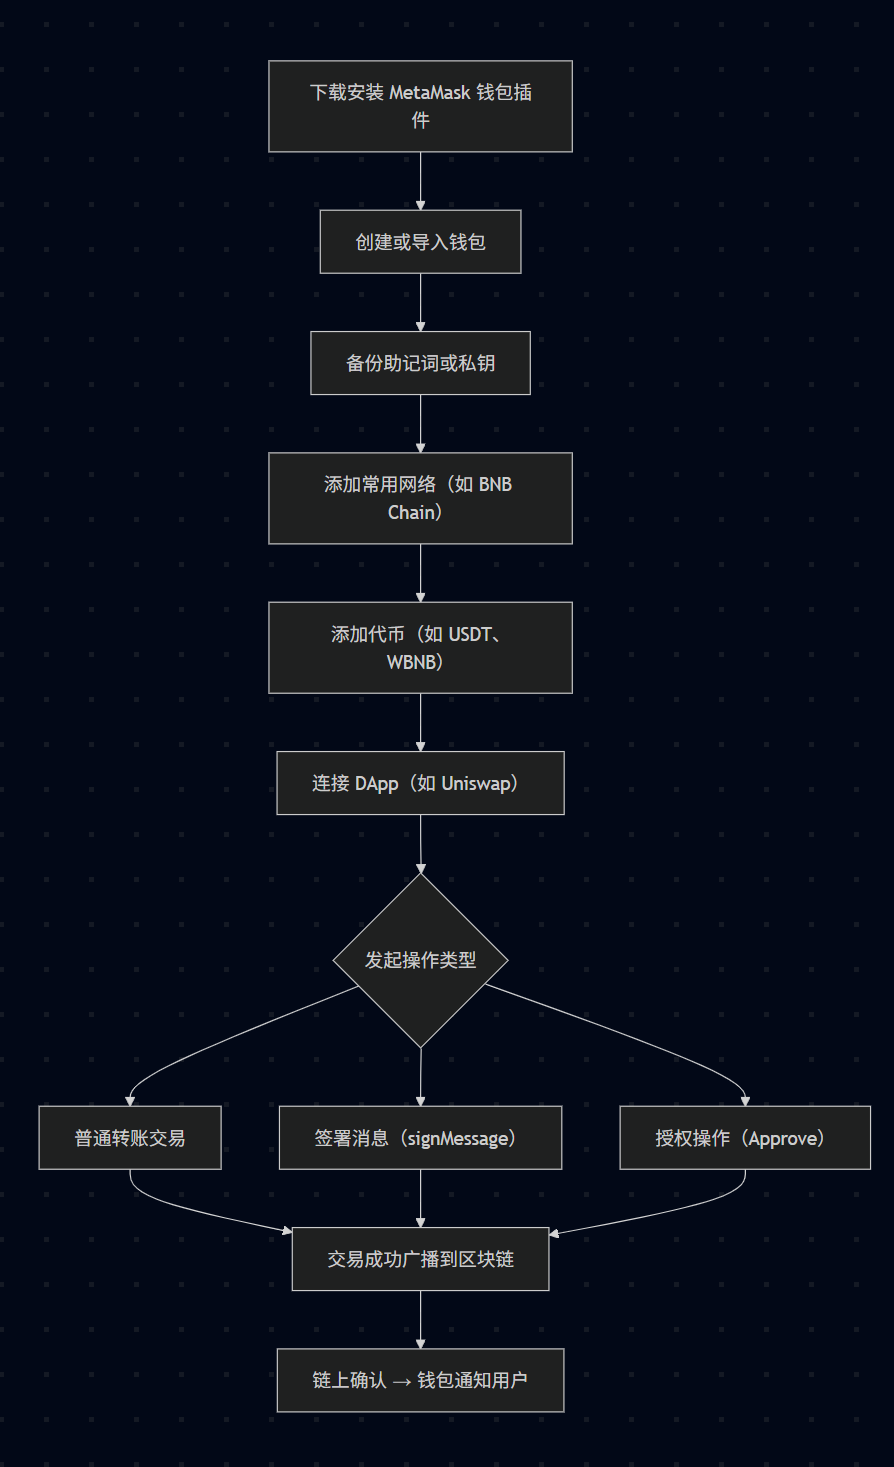 下载安装 MetaMask 钱包插
件
创建或导入钱包
备份助记词或私钥
添加常用网络（如 BNB
Chain）
添加代币（如 USDT、
WBNB）
连接 DApp（如 Uniswap）
发起操作类型
普通转账交易
签署消息（signMessage）
授权操作（Approve）
交易成功广播到区块链
链上确认 → 钱包通知用户